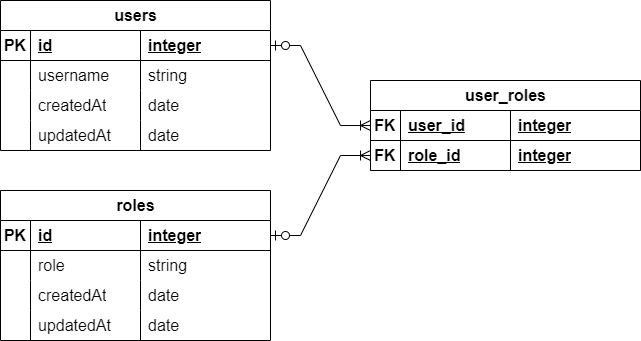 users
PK id integer
username string
createdAt date
updatedAt date
user_roles
FK user_id integer
FK role_id integer
roles
PK id integer
role string
createdAt date
updatedAt date